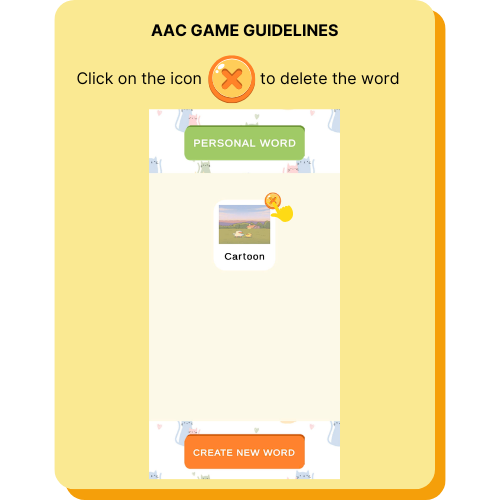 AAC GAME GUIDELINES
Click on the icon to delete the word
PERSONAL WORD
Cartoon
CREATE NEW WORD